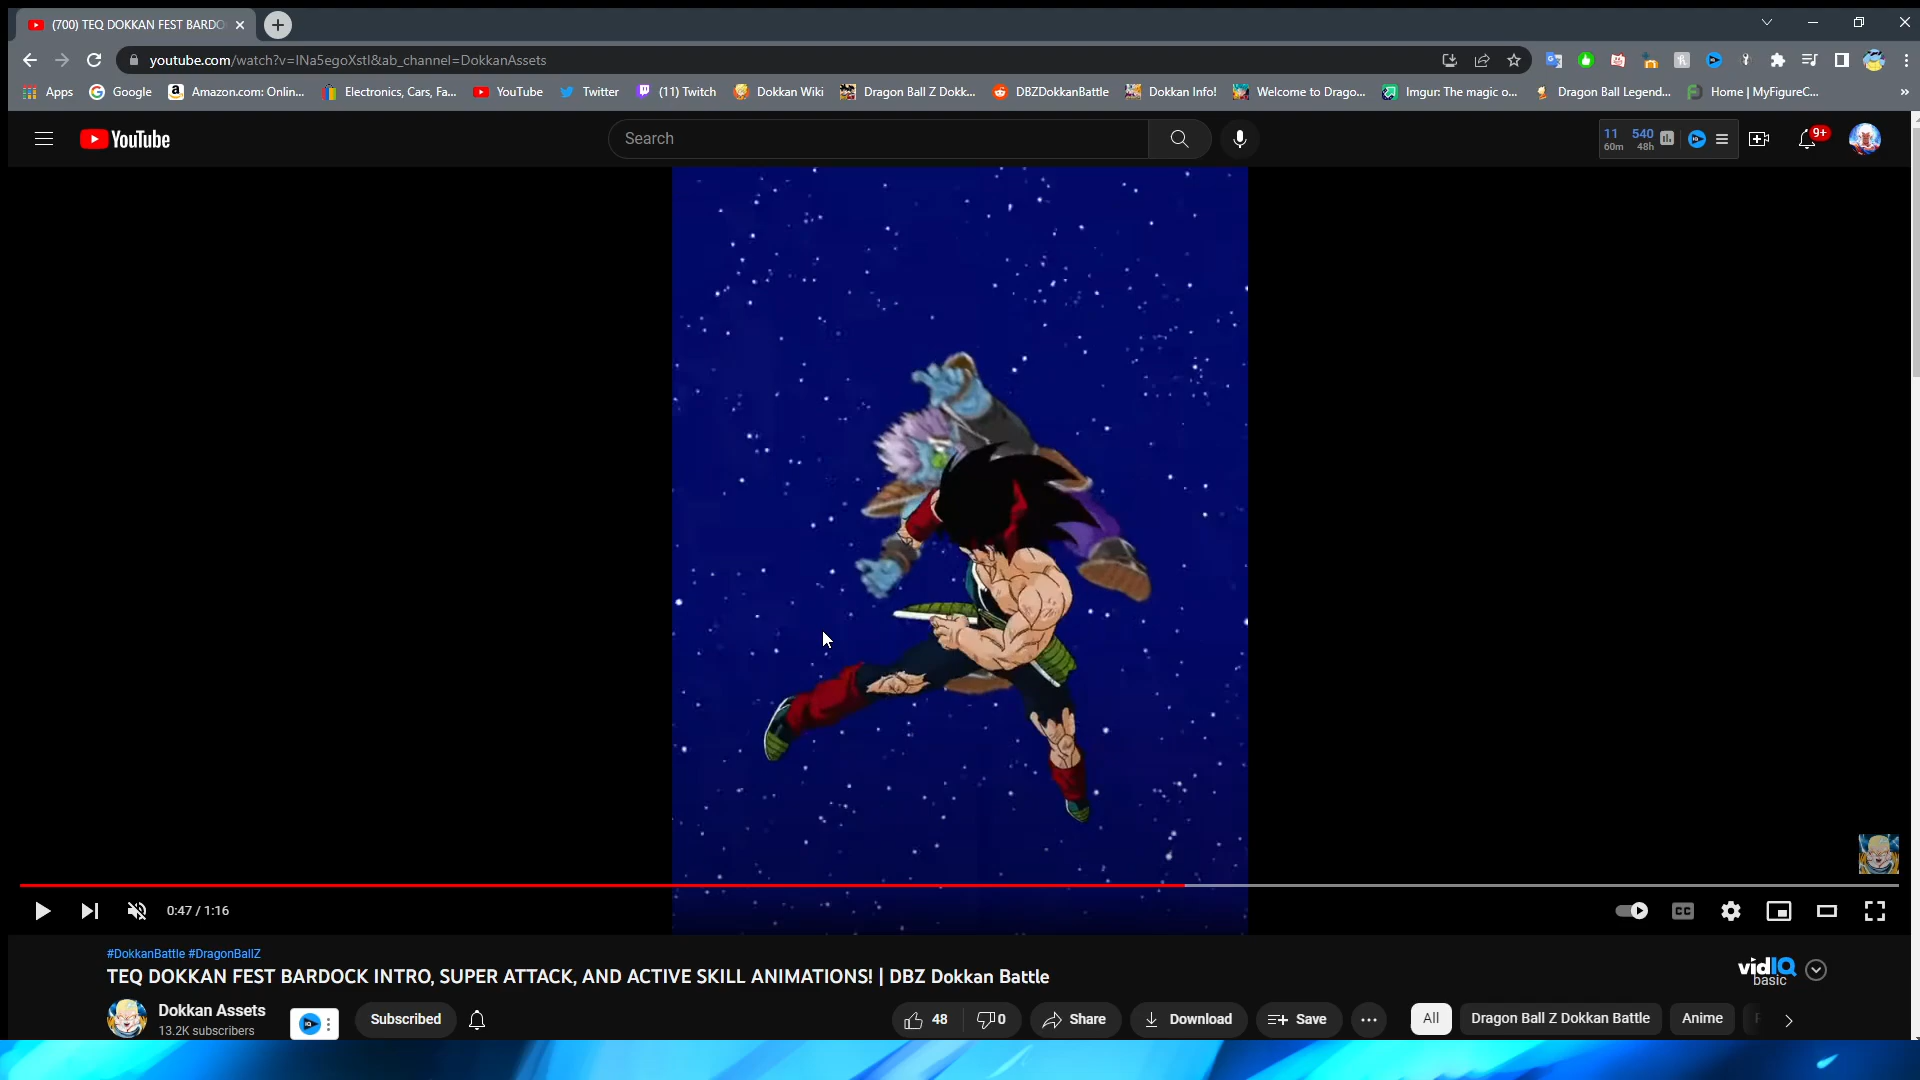 (700) TEQ DOKKAN FEST BARDO
youtube.com/watch?v=INa5egoXstI&ab_channel=DokkanAssets
Apps
Google
Amazon.com: Onlin...
Electronics, Cars, Fa...
YouTube
Twitter
(11) Twitch
Dokkan Wiki
Dragon Ball Z Dokk...
DBZDokkanBattle
Dokkan Info!
Welcome to Drago...
Imgur: The magic o...
Dragon Ball Legend...
Home | MyFigureC...
YouTube
Search
11
60m
540
48h
9+
0:47 / 1:16
CC
#DokkanBattle #DragonBallZ
TEQ DOKKAN FEST BARDOCK INTRO, SUPER ATTACK, AND ACTIVE SKILL ANIMATIONS! | DBZ Dokkan Battle
vidIQ
basic
Dokkan Assets
13.2K subscribers
Subscribed
48
0
Share
Download
Save
All
Dragon Ball Z Dokkan Battle
Anime